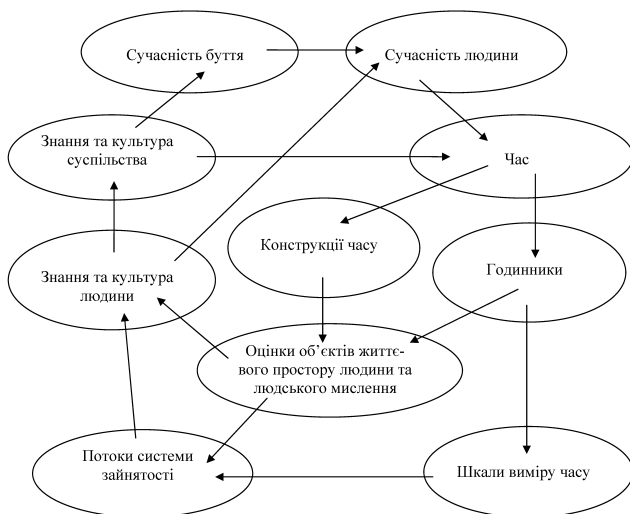 Сучасність буття
Сучасність людини
Знання та культура
суспільства
Час
Конструкції часу
Годинники
Знання та культура
людини
Оцінки об’єктів життє-
вого простору людини та
людського мислення
Потоки системи
зайнятості
Шкали виміру часу